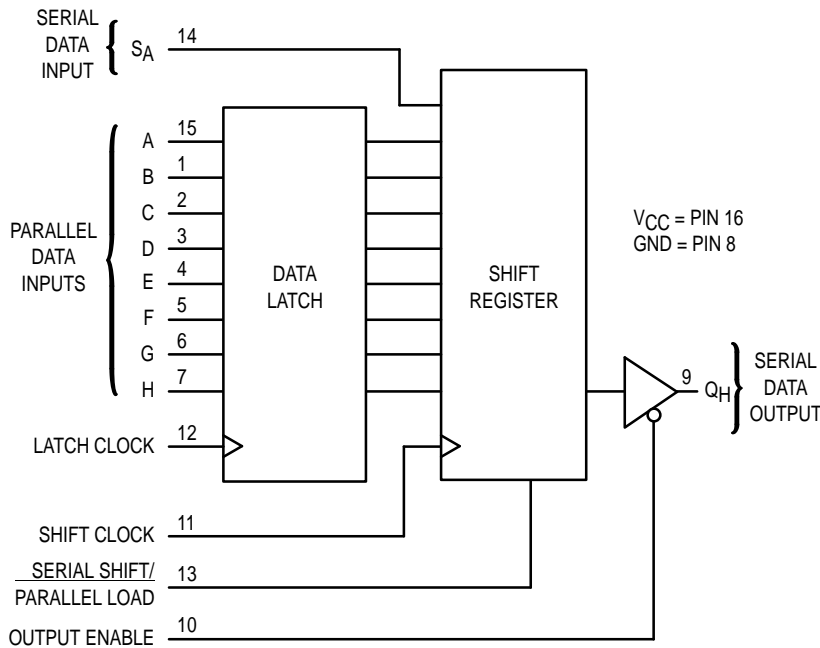 SERIAL
DATA
INPUT
SA
14
PARALLEL
DATA
INPUTS
A 15
B 1
C 2
D 3
E 4
F 5
G 6
H 7
LATCH CLOCK 12
SHIFT CLOCK 11
SERIAL SHIFT/
PARALLEL LOAD
13
OUTPUT ENABLE 10
DATA
LATCH
SHIFT
REGISTER
VCC = PIN 16
GND = PIN 8
9
QH
SERIAL
DATA
OUTPUT